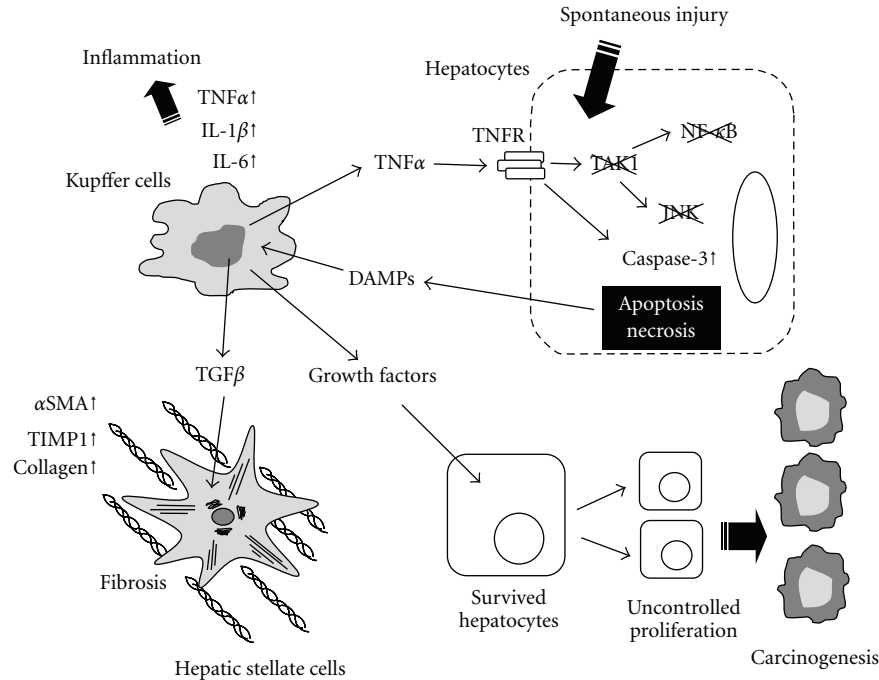 Spontaneous injury
Inflammation
Hepatocytes
TNFα↑
IL-1β↑
IL-6↑
TNFR
NF-κB
TNFα
TAK1
Kupffer cells
JNK
Caspase-3↑
DAMPs
Apoptosis
necrosis
TGFβ
Growth factors
αSMA↑
TIMP1↑
Collagen↑
Fibrosis
Survived
hepatocytes
Uncontrolled
proliferation
Carcinogenesis
Hepatic stellate cells